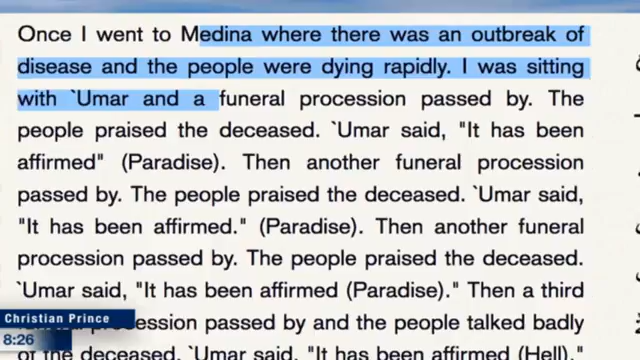 Once I went to Medina where there was an outbreak of
disease and the people were dying rapidly. I was sitting
with `Umar and a funeral procession passed by. The
people praised the deceased. `Umar said, "It has been
affirmed" (Paradise). Then another funeral procession
passed by. The people praised the deceased. `Umar said,
"It has been affirmed." (Paradise). Then another funeral
procession passed by. The people praised the deceased.
`Umar said, "It has been affirmed (Paradise)." Then a third
funeral procession passed by and the people talked badly
of the deceased. `Umar said, "It has been affirmed (Hell)."
Christian Prince
8:26